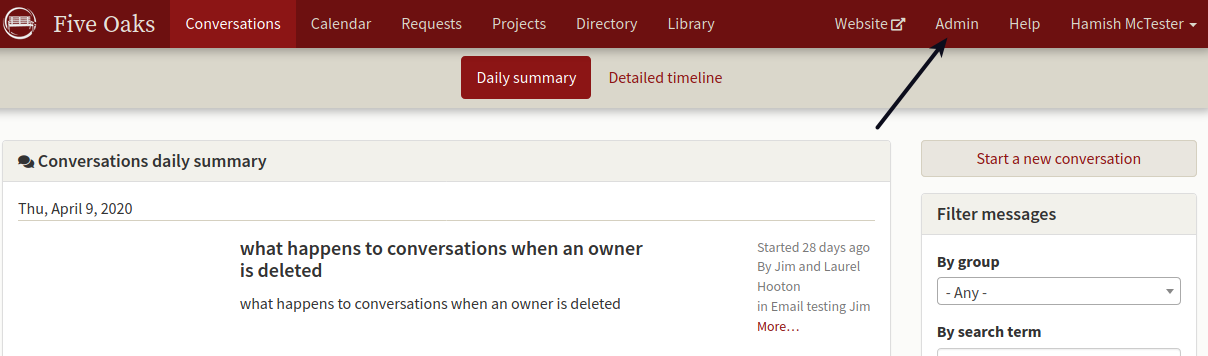 Five Oaks Conversations Calendar Requests Projects Directory Library Website Admin Help Hamish McTester
Daily summary Detailed timeline
Conversations daily summary
Thu, April 9, 2020
what happens to conversations when an owner
is deleted
what happens to conversations when an owner is deleted
Started 28 days ago
By Jim and Laurel
Hooton
in Email testing Jim
More…
Start a new conversation
Filter messages
By group
- Any -
By search term